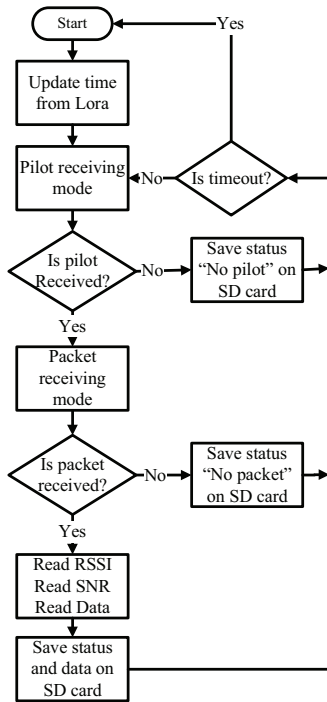 Start
Yes
Update time
from Lora
Pilot receiving
mode
No
Is timeout?
Is pilot
Received?
No
Save status
“No pilot” on
SD card
Yes
Packet
receiving
mode
Is packet
received?
No
Save status
“No packet”
on SD card
Yes
Read RSSI
Read SNR
Read Data
Save status
and data on
SD card